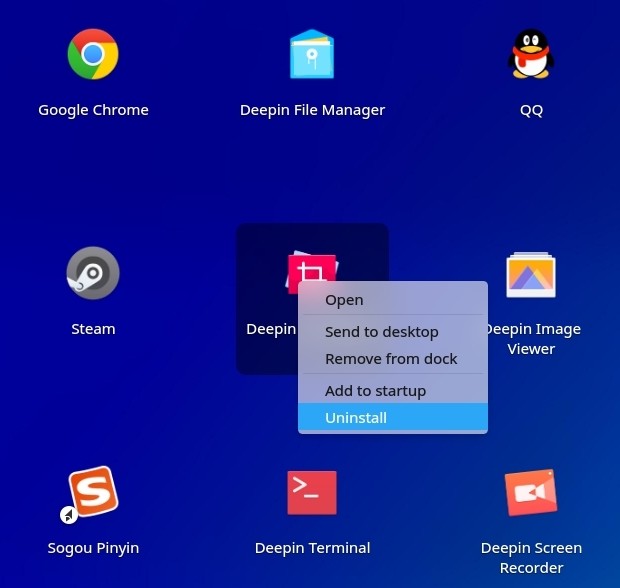 Google Chrome
Deepin File Manager
QQ
Steam
Deepin
Open
Send to desktop
Remove from dock
Add to startup
Uninstall
Deepin Image
Viewer
Sogou Pinyin
Deepin Terminal
Deepin Screen
Recorder